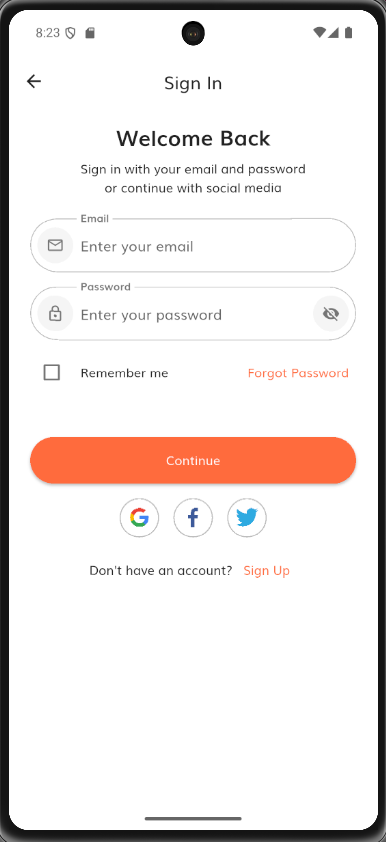 8:23
Sign In
Welcome Back
Sign in with your email and password
or continue with social media
Email
Enter your email
Password
Enter your password
Remember me
Forgot Password
Continue
G
f
Don't have an account? Sign Up